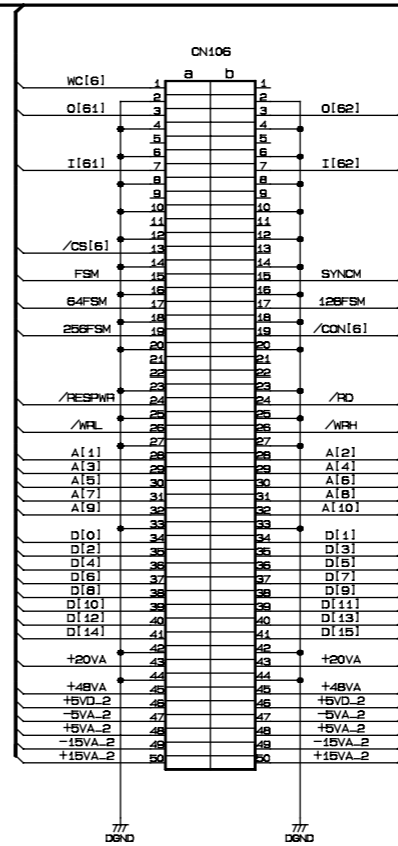 CN106
a b
WC[6] 1 1
2 2
O[61] 3 3 O[62]
4 4
5 5
6 6
I[61] 7 7 I[62]
8 8
9 9
10 10
11 11
12 12
/CS[6] 13 13
14 14
FSM 15 15 SYNCM
16 16
64FSM 17 17 128FSM
18 18
256FSM 19 19 /CON[6]
20 20
21 21
22 22
23 23
/RESPWR 24 24 /RD
25 25
/WRL 26 26 /WRH
27 27
A[1] 28 28 A[2]
A[3] 29 29 A[4]
A[5] 30 30 A[6]
A[7] 31 31 A[8]
A[9] 32 32 A[10]
33 33
D[0] 34 34 D[1]
D[2] 35 35 D[3]
D[4] 36 36 D[5]
D[6] 37 37 D[7]
D[8] 38 38 D[9]
D[10] 39 39 D[11]
D[12] 40 40 D[13]
D[14] 41 41 D[15]
42 42
+20VA 43 43 +20VA
44 44
+48VA 45 45 +48VA
+5VD_2 46 46 +5VD_2
-5VA_2 47 47 -5VA_2
+5VA_2 48 48 +5VA_2
-15VA_2 49 49 -15VA_2
+15VA_2 50 50 +15VA_2
DGND DGND